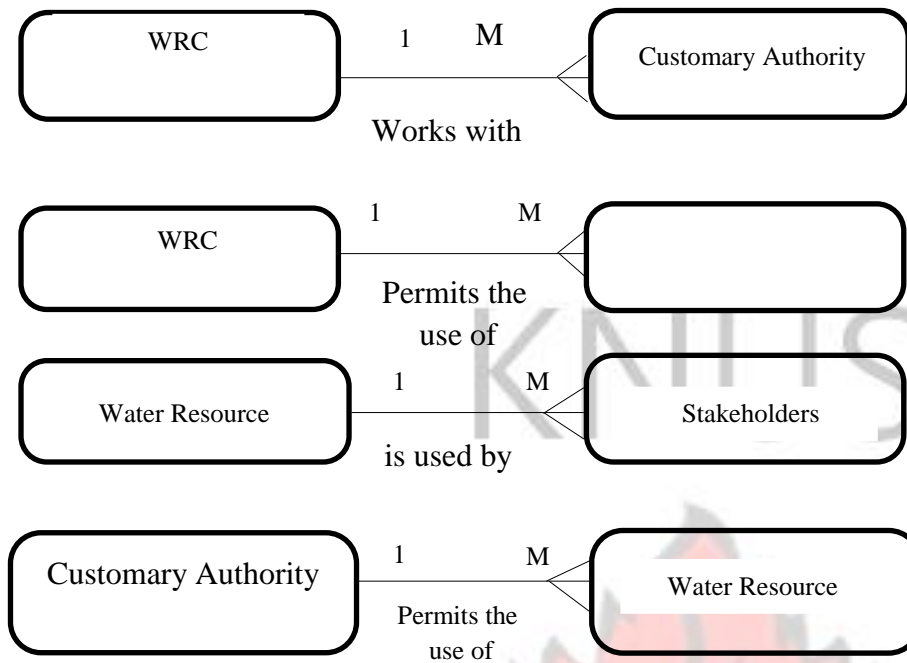 WRC
1 M
Customary Authority
Works with
WRC
1 M
Permits the
use of
Water Resource
1 M
Stakeholders
is used by
Customary Authority
1 M
Water Resource
Permits the
use of